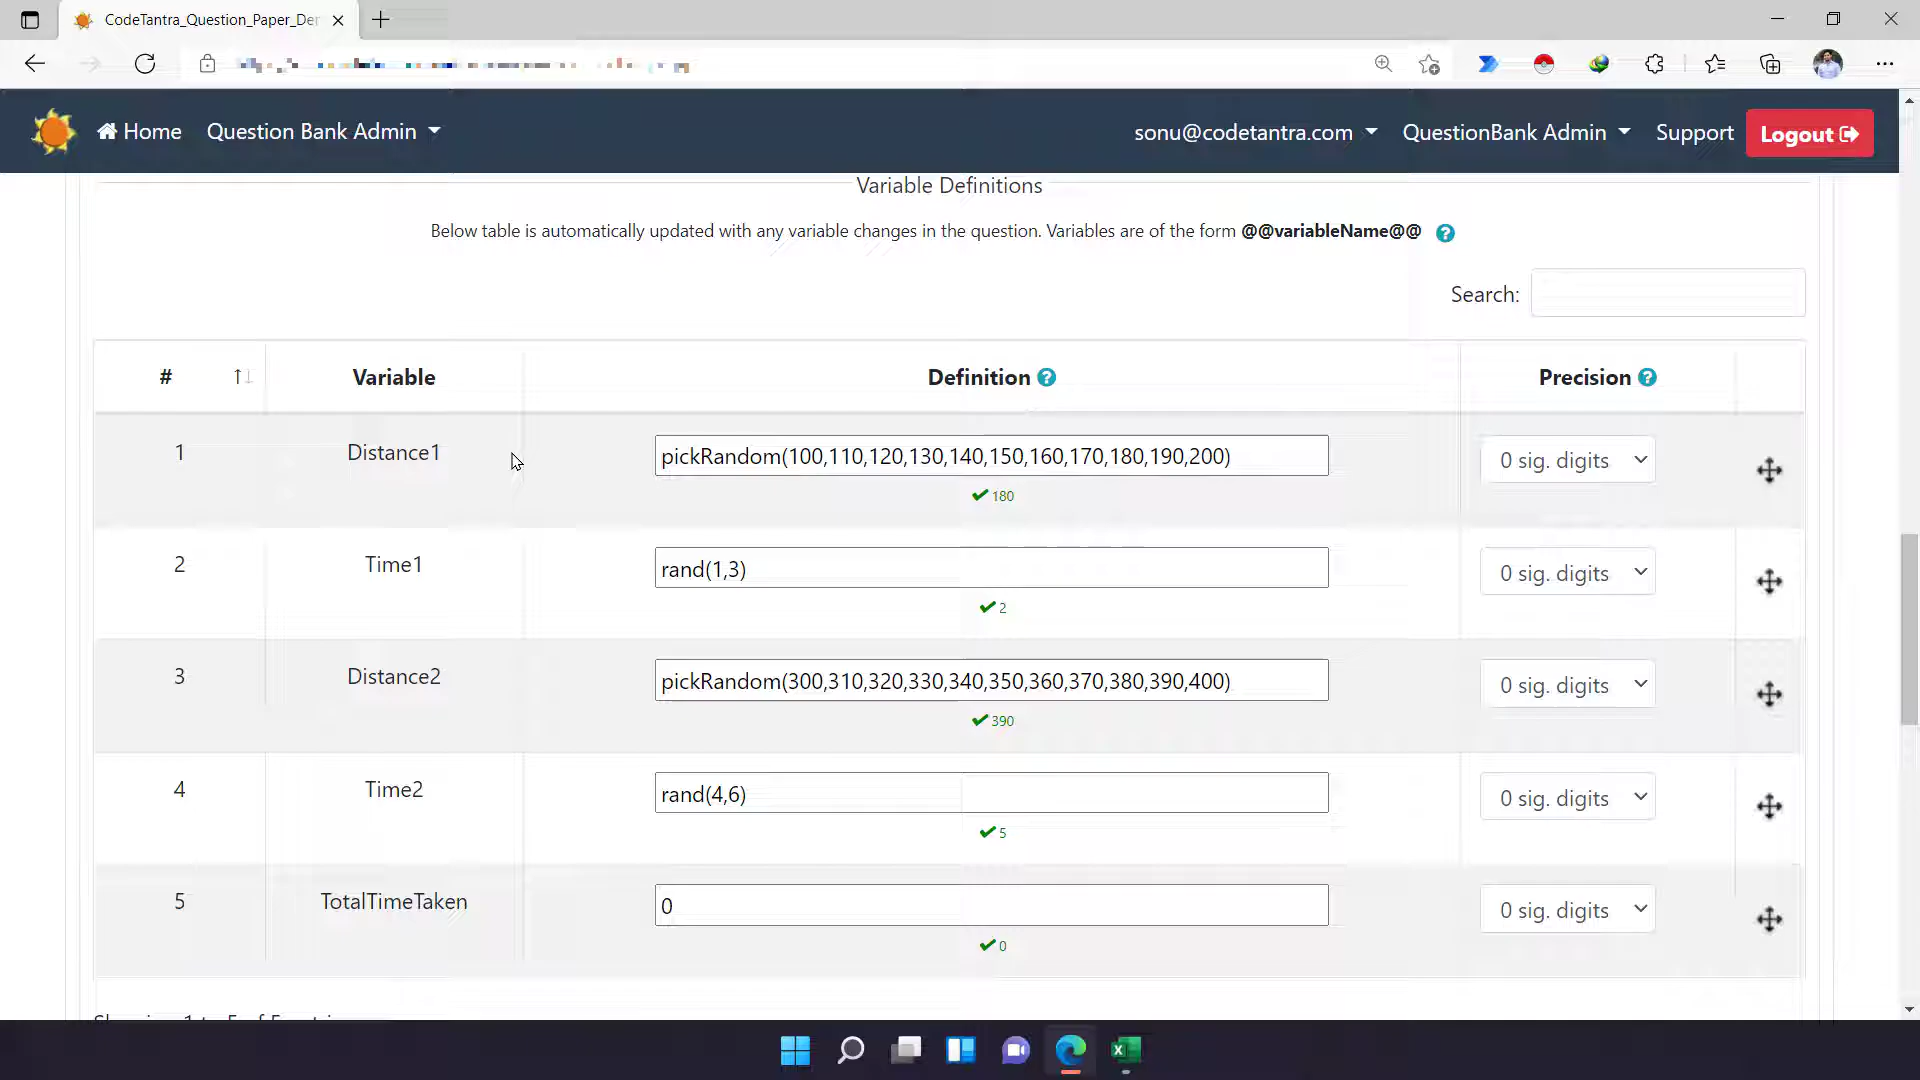 CodeTantra_Question_Paper_Der
Home
Question Bank Admin
sonu@codetantra.com
QuestionBank Admin
Support
Logout
Variable Definitions
Below table is automatically updated with any variable changes in the question. Variables are of the form @@variableName@@
Search:
# Variable Definition Precision
1 Distance1 pickRandom(100,110,120,130,140,150,160,170,180,190,200) 0 sig. digits
180
2 Time1 rand(1,3) 0 sig. digits
2
3 Distance2 pickRandom(300,310,320,330,340,350,360,370,380,390,400) 0 sig. digits
390
4 Time2 rand(4,6) 0 sig. digits
5
5 TotalTimeTaken 0 0 sig. digits
0